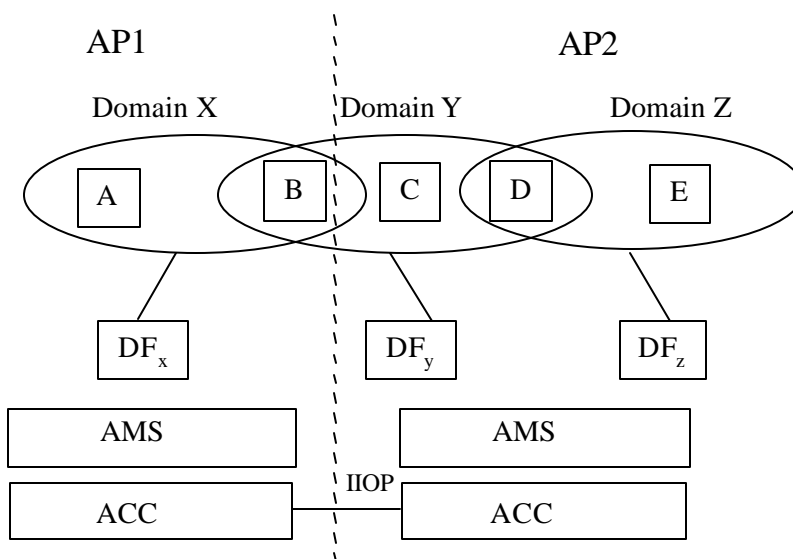 AP1 AP2
Domain X Domain Y Domain Z
A B C D E
DFx DFy DFz
AMS AMS
IIOP
ACC ACC